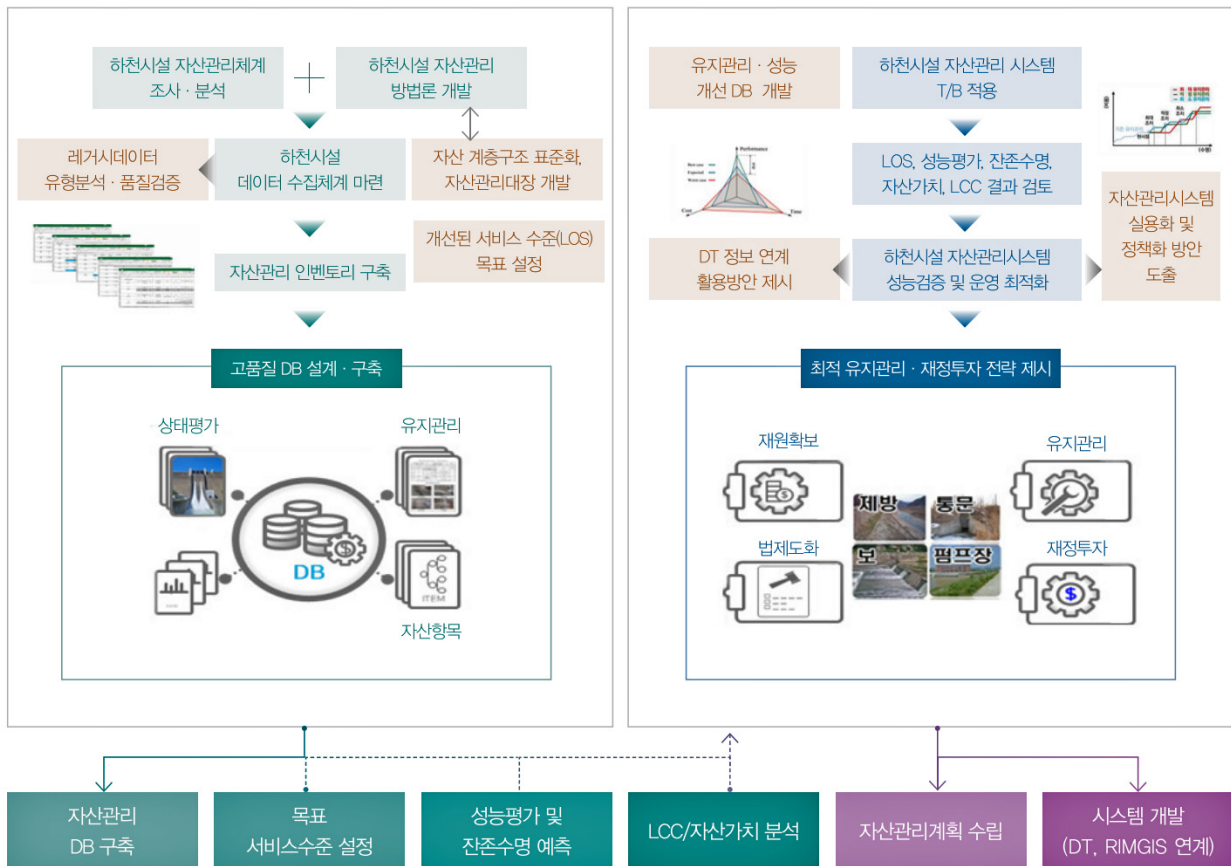 하천시설 자산관리체계
조사 · 분석
하천시설 자산관리
방법론 개발
레거시데이터
유형분석 · 품질검증
하천시설
데이터 수집체계 마련
자산 계층구조 표준화,
자산관리대장 개발
개선된 서비스 수준(LOS)
목표 설정
자산관리 인벤토리 구축
고품질 DB 설계 · 구축
상태평가
유지관리
DB
ITEM
자산항목
유지관리 · 성능
개선 DB 개발
하천시설 자산관리 시스템
T/B 적용
Performance
Best case
Expected
Worst case
Cost
Time
LOS, 성능평가, 잔존수명,
자산가치, LCC 결과 검토
자산관리시스템
실용화 및
정책화 방안
도출
DT 정보 연계
활용방안 제시
하천시설 자산관리시스템
성능검증 및 운영 최적화
최적 유지관리 · 재정투자 전략 제시
재원확보
유지관리
제방
통문
법제도화
보
펌프장
재정투자
자산관리
DB 구축
목표
서비스수준 설정
성능평가 및
잔존수명 예측
LCC/자산가치 분석
자산관리계획 수립
시스템 개발
(DT, RIMGIS 연계)